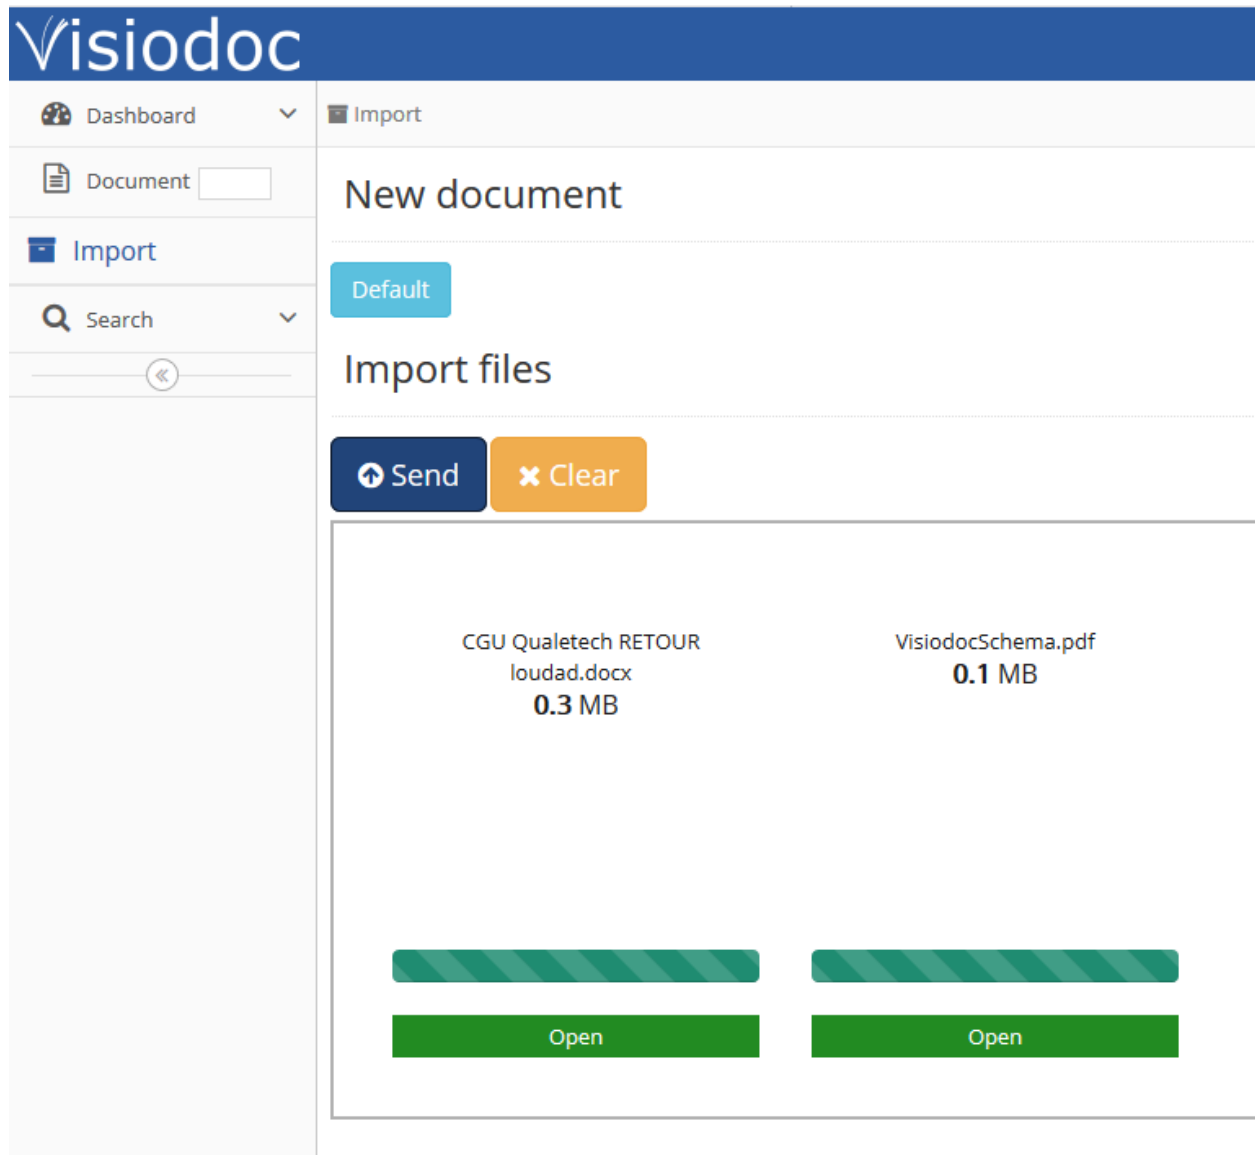 Visiodoc
Dashboard
Document
Import
Search
Import
New document
Default
Import files
Send
Clear
CGU Qualetech RETOUR
loudad.docx
0.3 MB
Open
VisiodocSchema.pdf
0.1 MB
Open